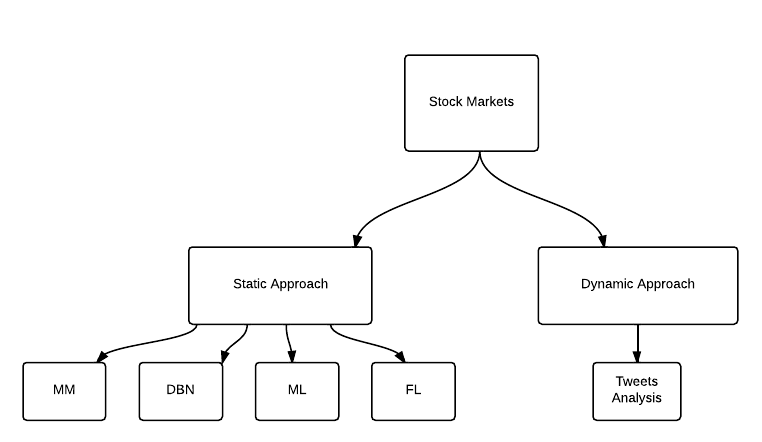 Stock Markets
Static Approach
Dynamic Approach
MM
DBN
ML
FL
Tweets
Analysis